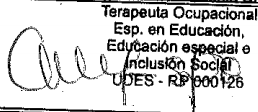 Terapeuta Ocupacional
Esp. en Educación,
Educación especial e
Inclusión Social
UDES - RP 000126